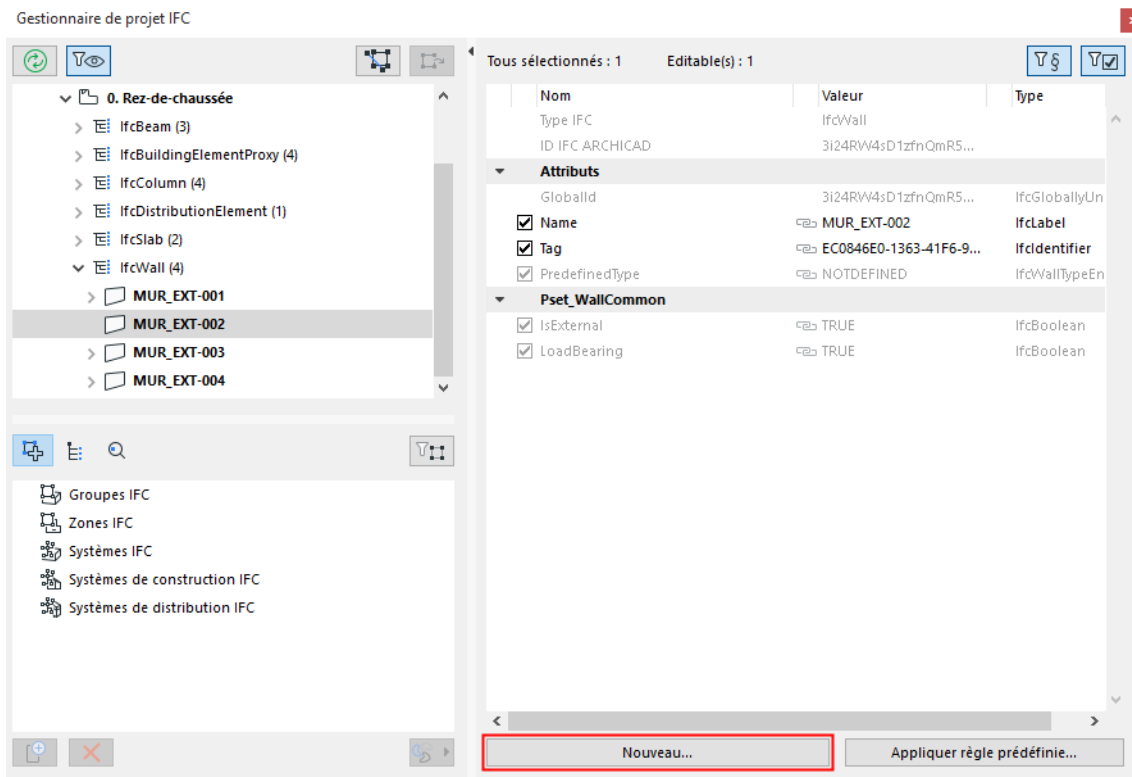 Gestionnaire de projet IFC
0. Rez-de-chaussée
IfcBeam (3)
IfcBuildingElementProxy (4)
IfcColumn (4)
IfcDistributionElement (1)
IfcSlab (2)
IfcWall (4)
MUR_EXT-001
MUR_EXT-002
MUR_EXT-003
MUR_EXT-004
Groupes IFC
Zones IFC
Systèmes IFC
Systèmes de construction IFC
Systèmes de distribution IFC
Tous sélectionnés : 1 Editable(s) : 1
Nom Valeur Type
Type IFC IfcWall
ID IFC ARCHICAD 3i24RW4sD1zfnQmR5...
Attributs
GlobalId 3i24RW4sD1zfnQmR5... IfcGloballyUn
Name MUR_EXT-002 IfcLabel
Tag EC0846E0-1363-41F6-9... IfcIdentifier
PredefinedType NOTDEFINED IfcWallTypeEn
Pset_WallCommon
IsExternal TRUE IfcBoolean
LoadBearing TRUE IfcBoolean
Nouveau... Appliquer règle prédéfinie...